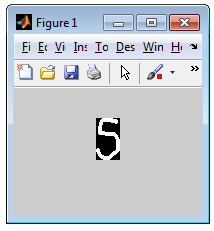 Figure 1
Fi Ec Vi Ins To Des Win He
5